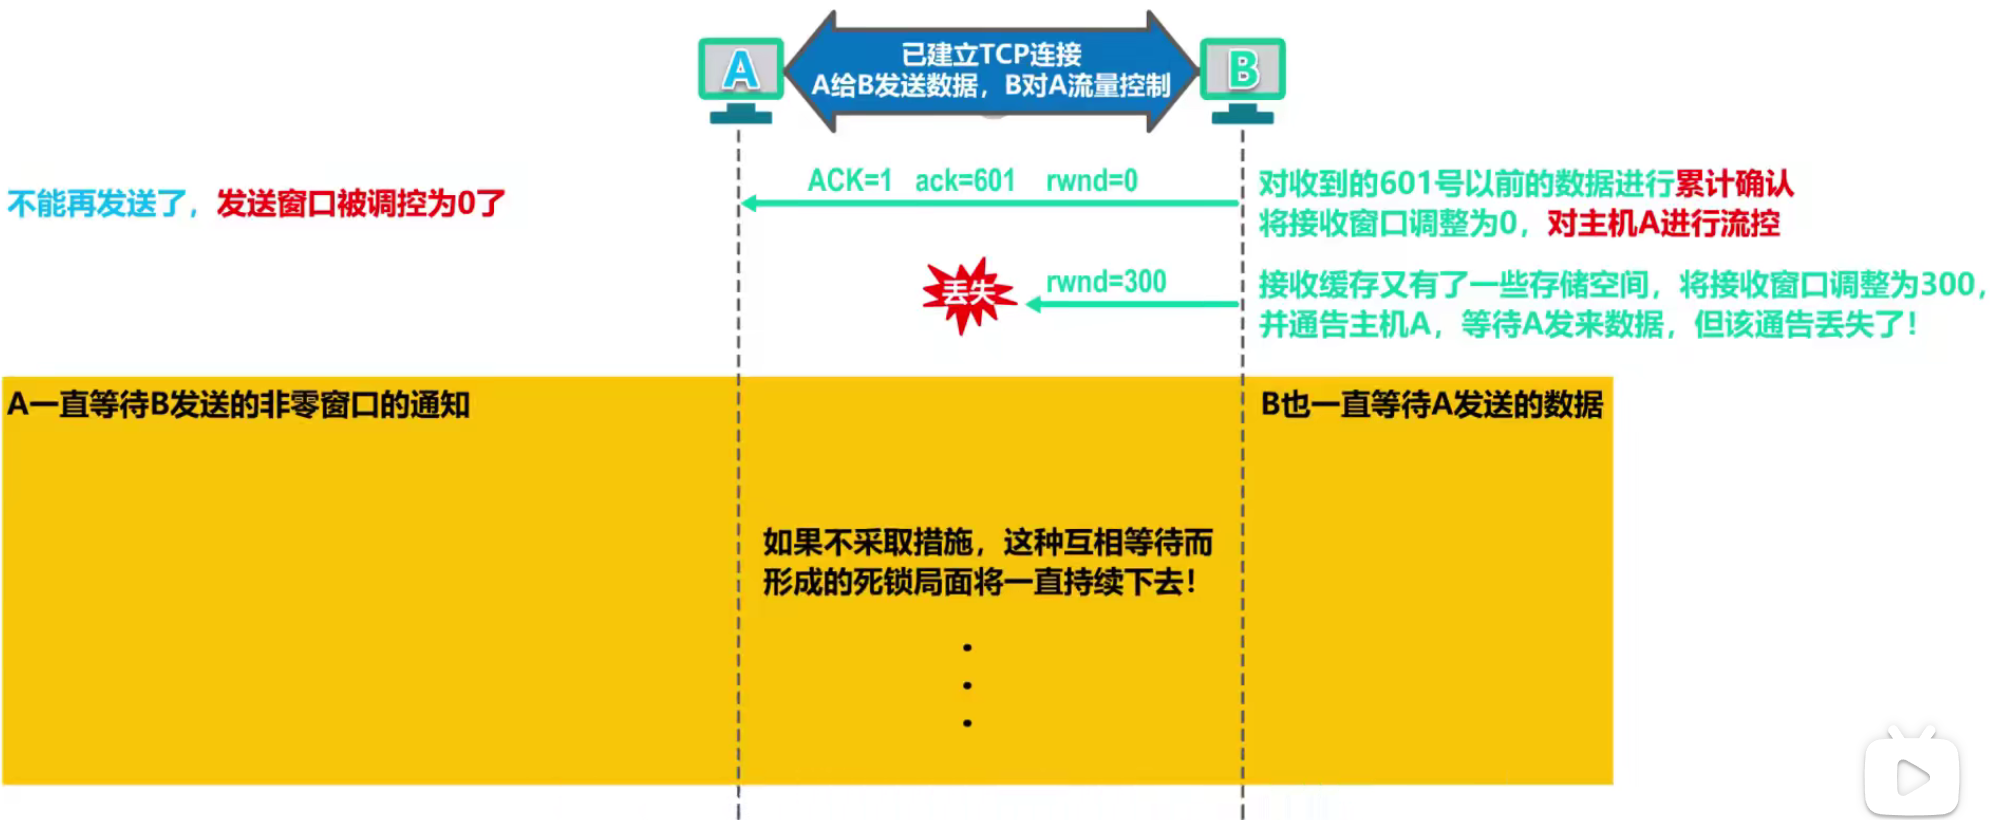 已建立TCP连接
A给B发送数据，B对A流量控制
A
B
ACK=1 ack=601 rwnd=0
不能再发送了，发送窗口被调控为0了
对收到的601号以前的数据进行累计确认
将接收窗口调整为0，对主机A进行流控
丢失
rwnd=300
接收缓存又有了一些存储空间，将接收窗口调整为300，
并通告主机A，等待A发来数据，但该通告丢失了！
A一直等待B发送的非零窗口的通知
B也一直等待A发送的数据
如果不采取措施，这种互相等待而
形成的死锁局面将一直持续下去！